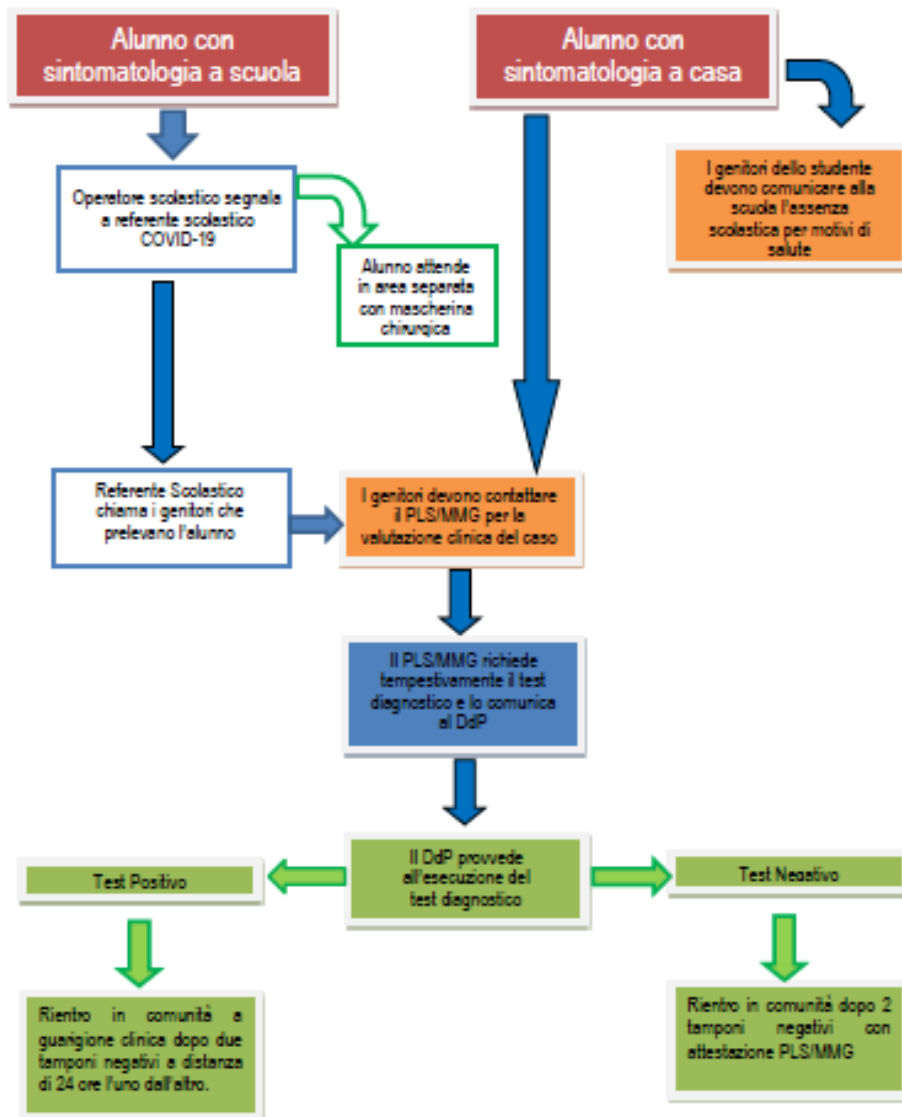 Alunno con
sintomatologia a scuola
Alunno con
sintomatologia a casa
Operatore scolastico segnala
a referente scolastico
COVID-19
I genitori dello studente
devono comunicare alla
scuola l'assenza
scolastica per motivi di
salute
Alunno attende
in area separata
con mascherina
chirurgica
Referente Scolastico
chiama i genitori che
prelevano l'alunno
I genitori devono contattare
il PLS/MMG per la
valutazione clinica del caso
Il PLS/MMG richiede
tempestivamente il test
diagnostico e lo comunica
al DdP
Il DdP provvede
all'esecuzione del
test diagnostico
Test Positivo
Test Negativo
Rientro in comunità a
guarigione clinica dopo due
tamponi negativi a distanza
di 24 ore l'uno dall'altro.
Rientro in comunità dopo 2
tamponi negativi con
attestazione PLS/MMG